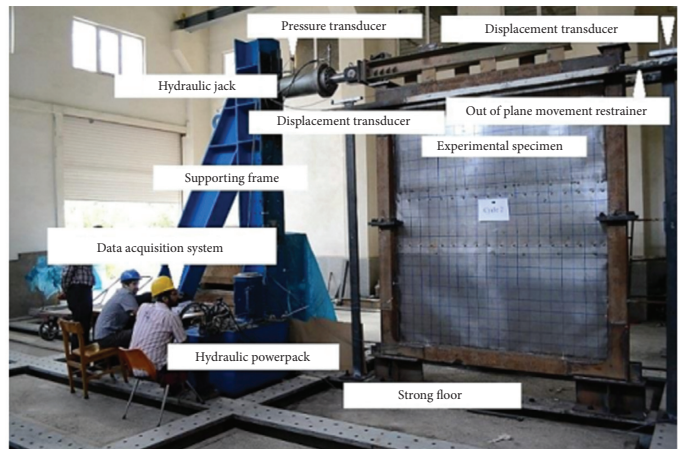 Pressure transducer
Displacement transducer
Hydraulic jack
Displacement transducer
Out of plane movement restrainer
Experimental specimen
Supporting frame
Data acquisition system
Hydraulic powerpack
Strong floor